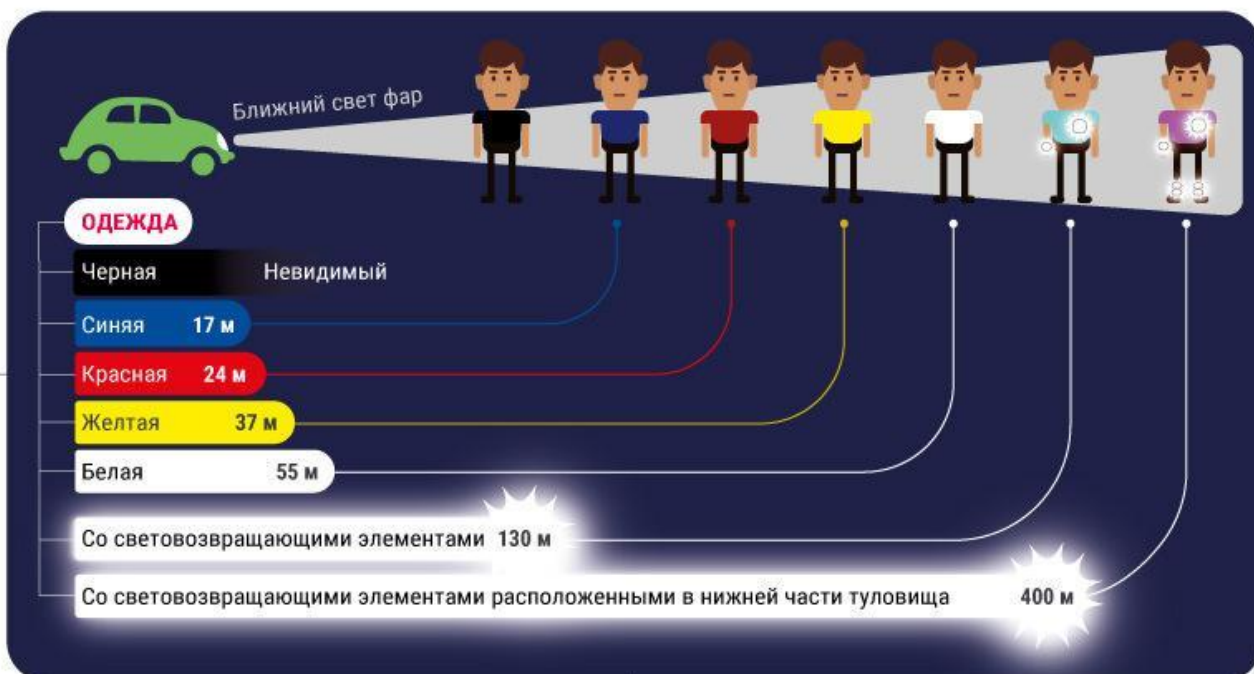 Ближний свет фар
ОДЕЖДА
Черная Невидимый
Синяя 17 м
Красная 24 м
Желтая 37 м
Белая 55 м
Со световозвращающими элементами 130 м
Со световозвращающими элементами расположенными в нижней части туловища 400 м